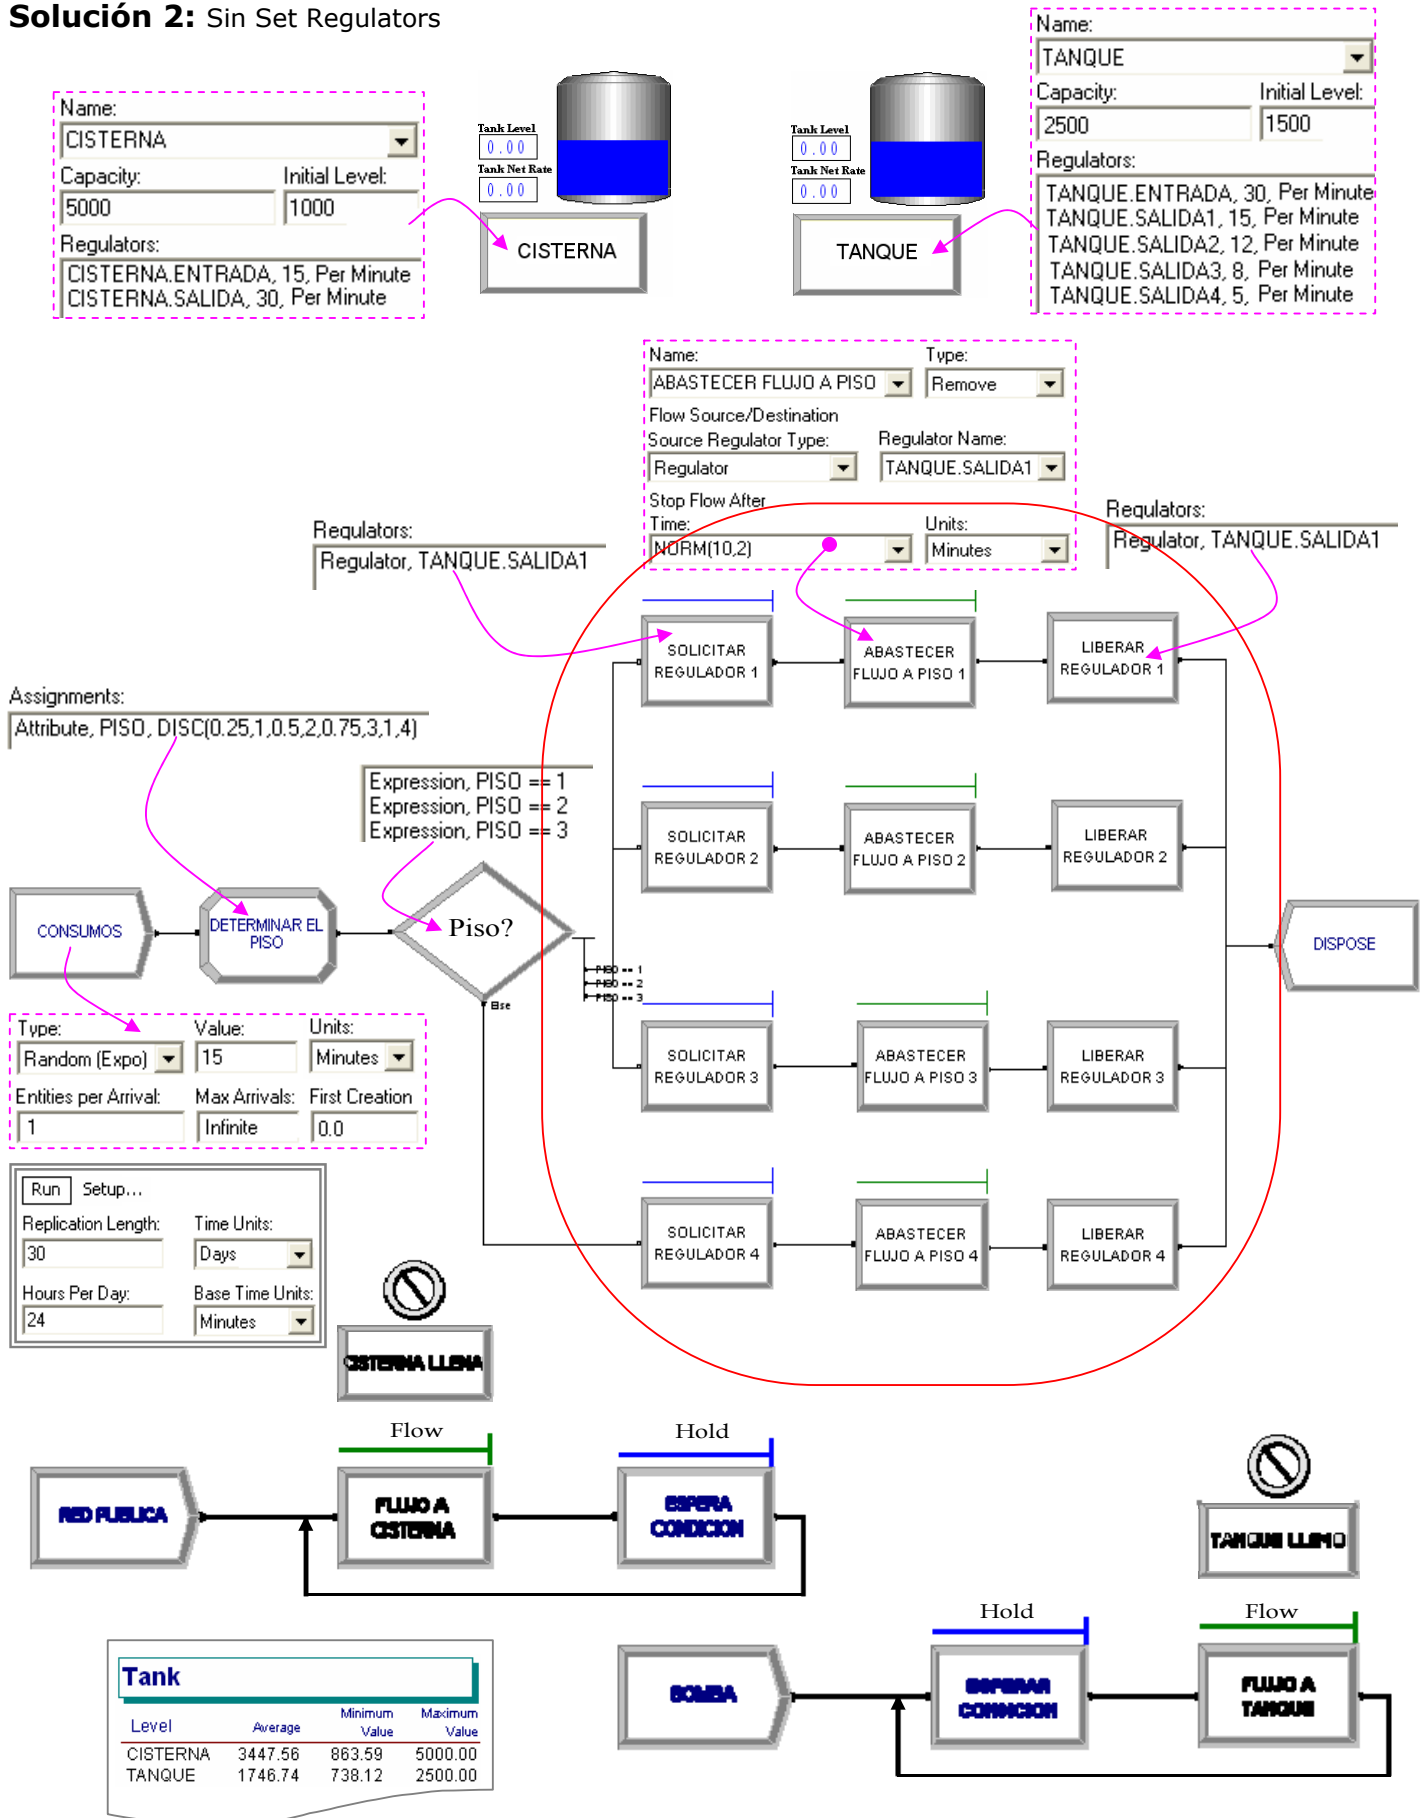 Solución 2: Sin Set Regulators
Name:
CISTERNA
Capacity: Initial Level:
5000 1000
Regulators:
CISTERNA.ENTRADA, 15, Per Minute
CISTERNA.SALIDA, 30, Per Minute
Tank Level
0.00
Tank Net Rate
0.00
CISTERNA
Tank Level
0.00
Tank Net Rate
0.00
TANQUE
Name:
TANQUE
Capacity: Initial Level:
2500 1500
Regulators:
TANQUE.ENTRADA, 30, Per Minute
TANQUE.SALIDA1, 15, Per Minute
TANQUE.SALIDA2, 12, Per Minute
TANQUE.SALIDA3, 8, Per Minute
TANQUE.SALIDA4, 5, Per Minute
Name: Type:
ABASTECER FLUJO A PISO Remove
Flow Source/Destination
Source Regulator Type: Regulator Name:
Regulator TANQUE.SALIDA1
Stop Flow After
Time: Units:
NORM(10,2) Minutes
Regulators:
Regulator, TANQUE.SALIDA1
Regulators:
Regulator, TANQUE.SALIDA1
SOLICITAR
REGULADOR 1
ABASTECER
FLUJO A PISO 1
LIBERAR
REGULADOR 1
Assignments:
Attribute, PISO, DISC(0.25,1,0.5,2,0.75,3,1,4)
Expression, PISO == 1
Expression, PISO == 2
Expression, PISO == 3
SOLICITAR
REGULADOR 2
ABASTECER
FLUJO A PISO 2
LIBERAR
REGULADOR 2
CONSUMOS
DETERMINAR EL
PISO
Piso?
PISO == 1
PISO == 2
PISO == 3
Else
DISPOSE
Type: Value: Units:
Random (Expo) 15 Minutes
Entities per Arrival: Max Arrivals: First Creation
1 Infinite 0.0
SOLICITAR
REGULADOR 3
ABASTECER
FLUJO A PISO 3
LIBERAR
REGULADOR 3
Run Setup...
Replication Length: Time Units:
30 Days
Hours Per Day: Base Time Units:
24 Minutes
SOLICITAR
REGULADOR 4
ABASTECER
FLUJO A PISO 4
LIBERAR
REGULADOR 4
CISTERNA LLENA
Flow
Hold
RED PUBLICA
FLUJO A
CISTERNA
ESPERA
CONDICION
TANQUE LLENO
Hold
Flow
BOMBA
ESPERAR
CONDICION
FLUJO A
TANQUE
Tank
Level Average Minimum Value Maximum Value
CISTERNA 3447.56 863.59 5000.00
TANQUE 1746.74 738.12 2500.00